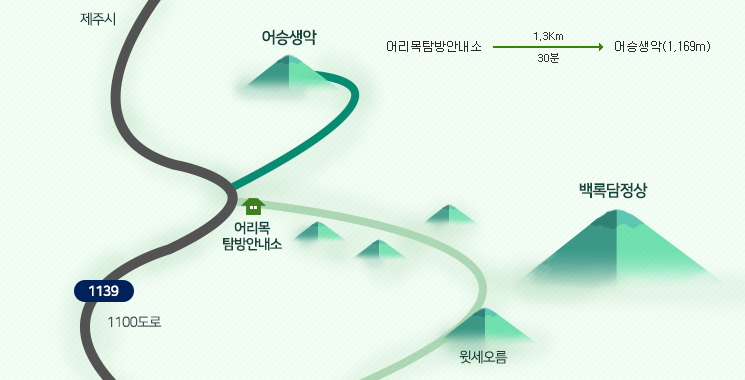 제주시
어승생악
어리목탐방안내소
1,3Km
30분
어승생악(1,169m)
백록담정상
어리목
탐방안내소
1139
1100도로
윗세오름